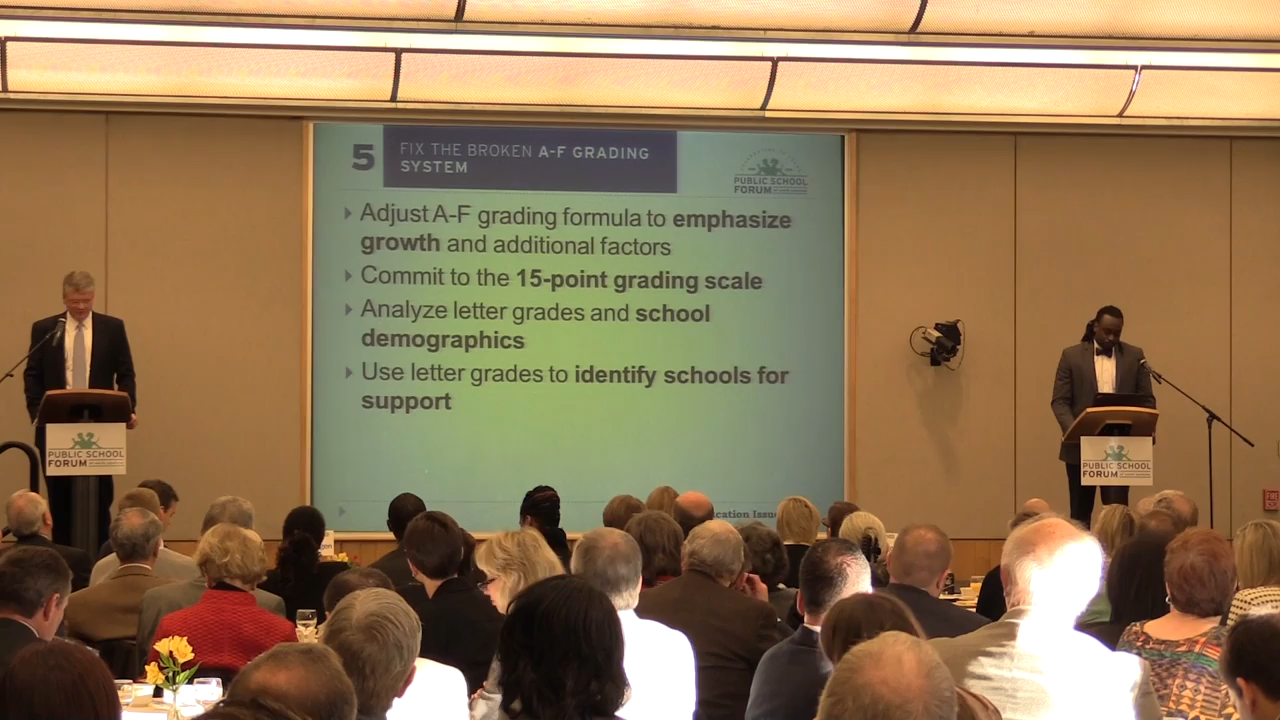 5
FIX THE BROKEN A-F GRADING
SYSTEM
PUBLIC SCHOOL
FORUM
Adjust A-F grading formula to emphasize
growth and additional factors
Commit to the 15-point grading scale
Analyze letter grades and school
demographics
Use letter grades to identify schools for
support
PUBLIC SCHOOL
FORUM
PUBLIC SCHOOL
FORUM